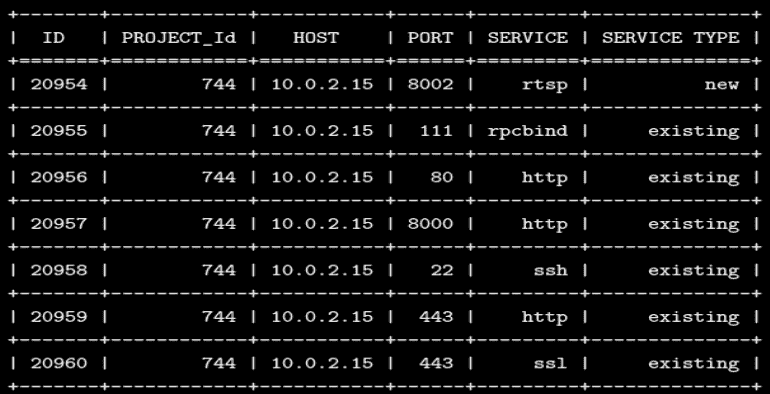 | ID | PROJECT_Id | HOST | PORT | SERVICE | SERVICE TYPE |
| 20954 | 744 | 10.0.2.15 | 8002 | rtsp | new |
| 20955 | 744 | 10.0.2.15 | 111 | rpcbind | existing |
| 20956 | 744 | 10.0.2.15 | 80 | http | existing |
| 20957 | 744 | 10.0.2.15 | 8000 | http | existing |
| 20958 | 744 | 10.0.2.15 | 22 | ssh | existing |
| 20959 | 744 | 10.0.2.15 | 443 | http | existing |
| 20960 | 744 | 10.0.2.15 | 443 | ssl | existing |